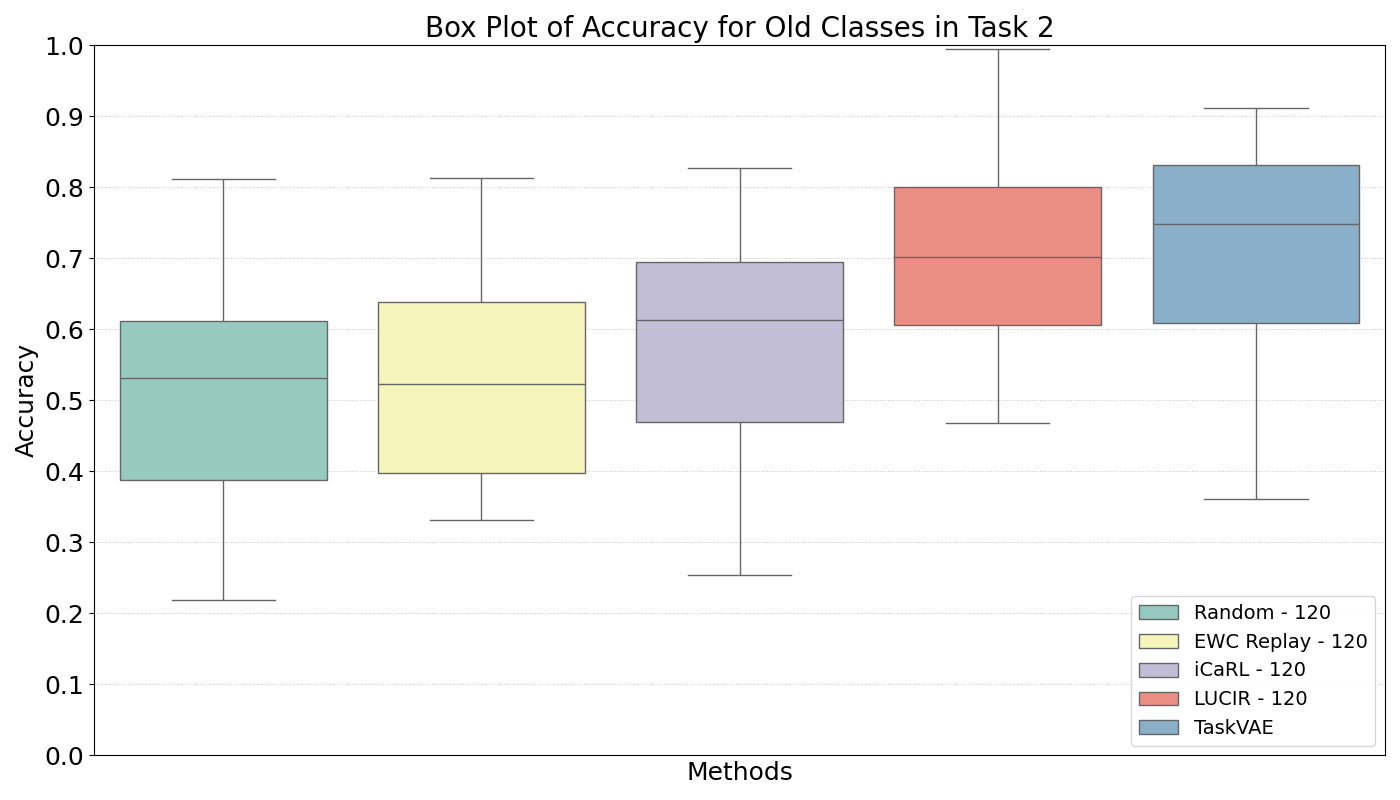 Box Plot of Accuracy for Old Classes in Task 2
Accuracy
1.0
0.9
0.8
0.7
0.6
0.5
0.4
0.3
0.2
0.1
0.0
Random - 120
EWC Replay - 120
iCaRL - 120
LUCIR - 120
TaskVAE
Methods